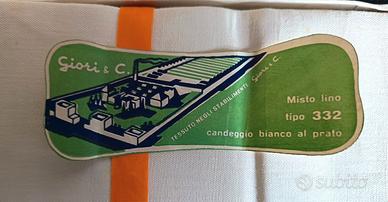 Giori & C.
TESSUTO NEGLI STABILIMENTI Giori & C.
Misto lino
tipo 332
candeggio bianco al prato
subito